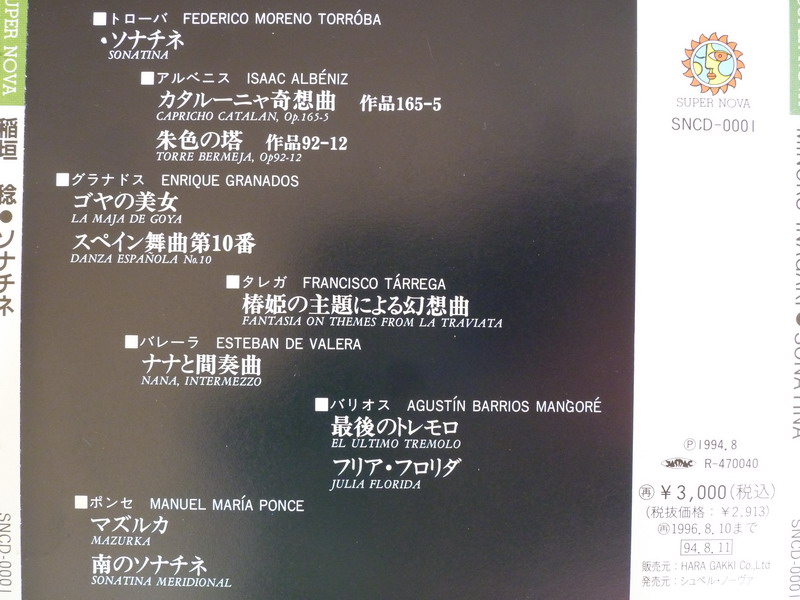 ■トローバ FEDERICO MORENO TORRÓBA
・ソナチネ
SONATINA
■アルベニス ISAAC ALBÉNIZ
カタルーニャ奇想曲 作品165-5
CAPRICHO CATALAN, Op.165-5
朱色の塔 作品92-12
TORRE BERMEJA, Op92-12
■グラナドス ENRIQUE GRANADOS
ゴヤの美女
LA MAJA DE GOYA
スペイン舞曲第10番
DANZA ESPAÑOLA No.10
■タレガ FRANCISCO TÁRREGA
椿姫の主題による幻想曲
FANTASIA ON THEMES FROM LA TRAVIATA
■バレーラ ESTEBAN DE VALERA
ナナと間奏曲
NANA, INTERMEZZO
■バリオス AGUSTÍN BARRIOS MANGORÉ
最後のトレモロ
EL ULTIMO TREMOLO
フリア・フロリダ
JULIA FLORIDA
■ポンセ MANUEL MARÍA PONCE
マズルカ
MAZURKA
南のソナチネ
SONATINA MERIDIONAL
SUPER NOVA
SNCD-0001
Ⓟ1994.8
R-470040
㋐¥3,000(税込)
(税抜価格:¥2,913)
1996.8.10まで
94.8.11
販売元:HARA GAKKI Co.,Ltd
発売元:シュペル・ノーヴァ
SUPER NOVA
稲垣 稔●ソナチネ
SNCD-0001
SONATINA
SNCD-0001